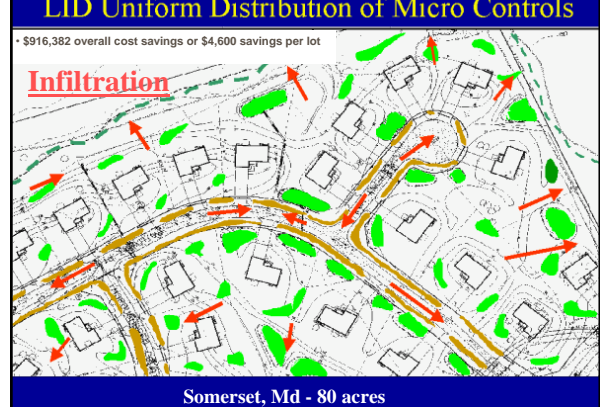 LID Uniform Distribution of Micro Controls
• $916,382 overall cost savings or $4,600 savings per lot
Infiltration
Somerset, Md - 80 acres